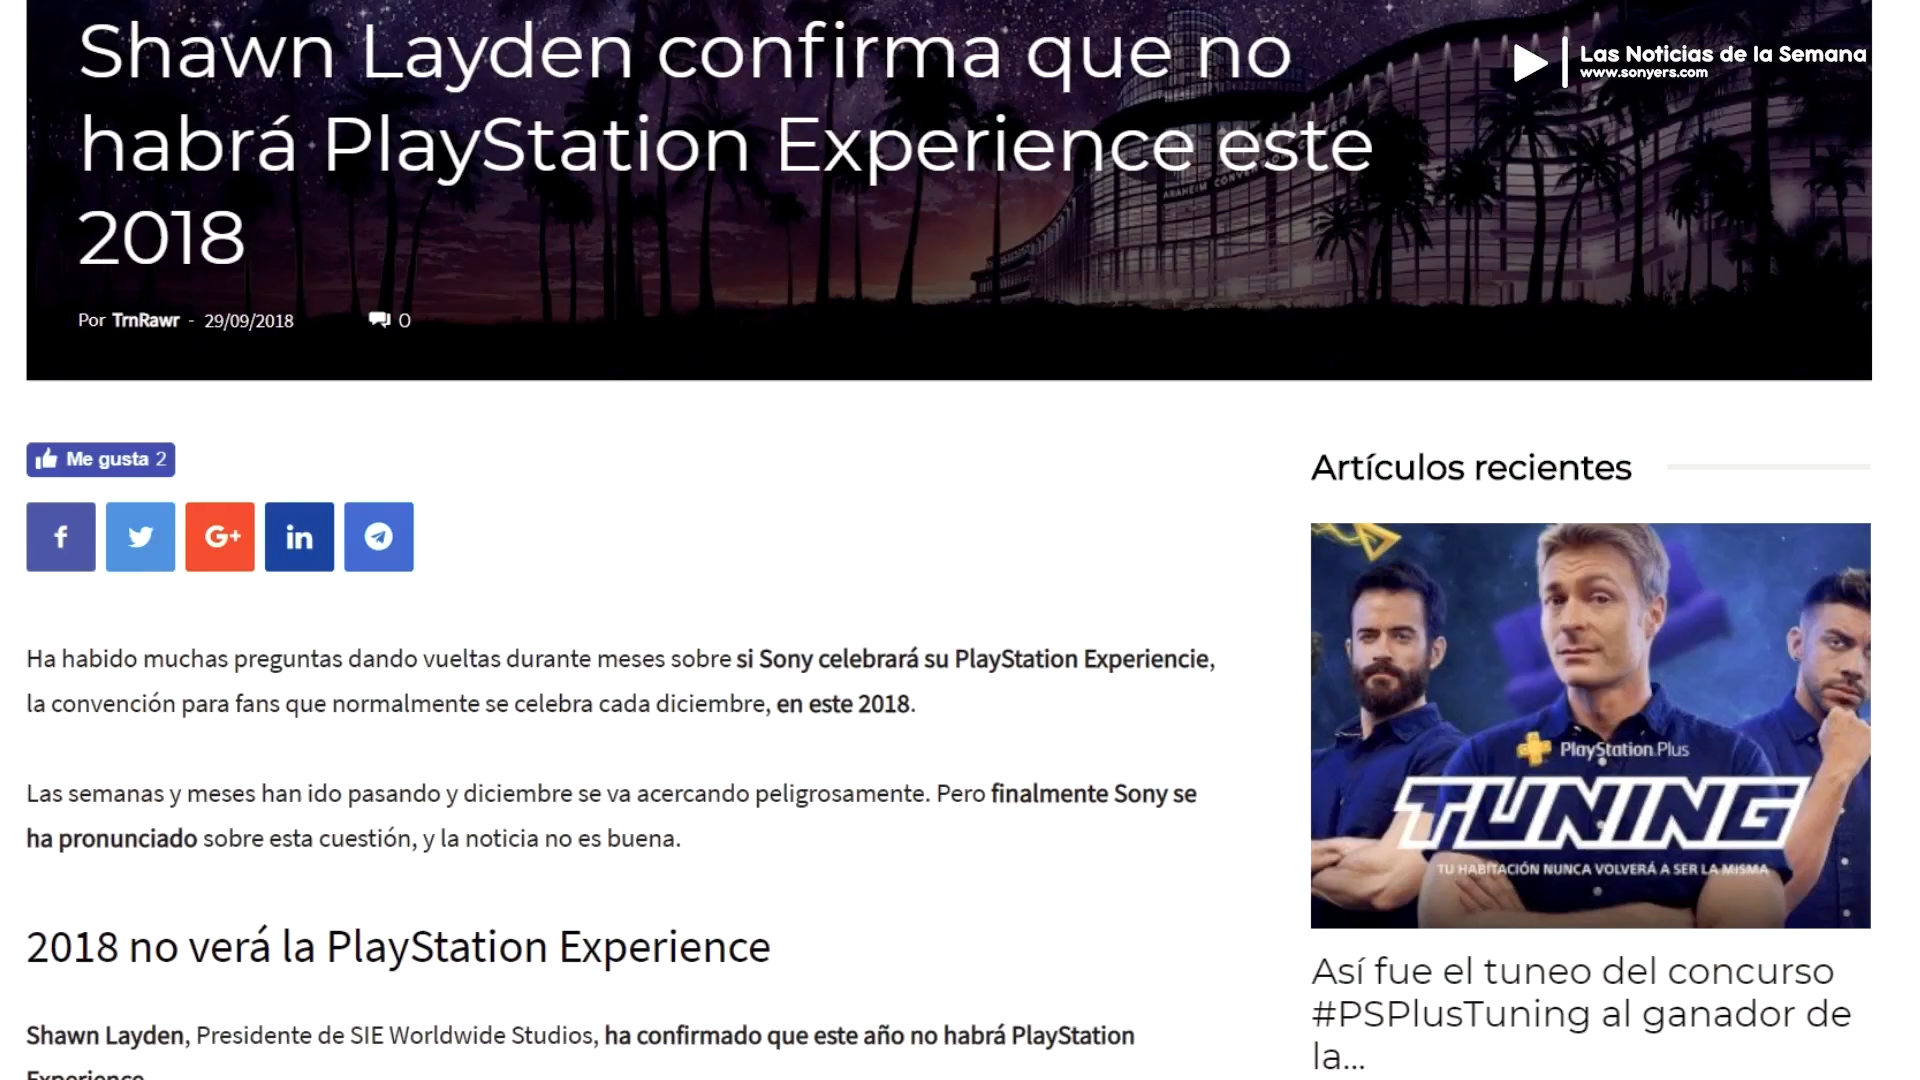 Shawn Layden confirma que no
habrá PlayStation Experience este
2018
Por TrnRawr - 29/09/2018 0
Las Noticias de la Semana
www.sonyers.com
ANAHEIM CONVEN
Me gusta 2
f G+ in
Ha habido muchas preguntas dando vueltas durante meses sobre si Sony celebrará su PlayStation Experiencie,
la convención para fans que normalmente se celebra cada diciembre, en este 2018.
Las semanas y meses han ido pasando y diciembre se va acercando peligrosamente. Pero finalmente Sony se
ha pronunciado sobre esta cuestión, y la noticia no es buena.
2018 no verá la PlayStation Experience
Shawn Layden, Presidente de SIE Worldwide Studios, ha confirmado que este año no habrá PlayStation
Experience
Artículos recientes
PlayStation Plus
TUNING
TU HABITACIÓN NUNCA VOLVERÁ A SER LA MISMA
Así fue el tuneo del concurso
#PSPlusTuning al ganador de
la...